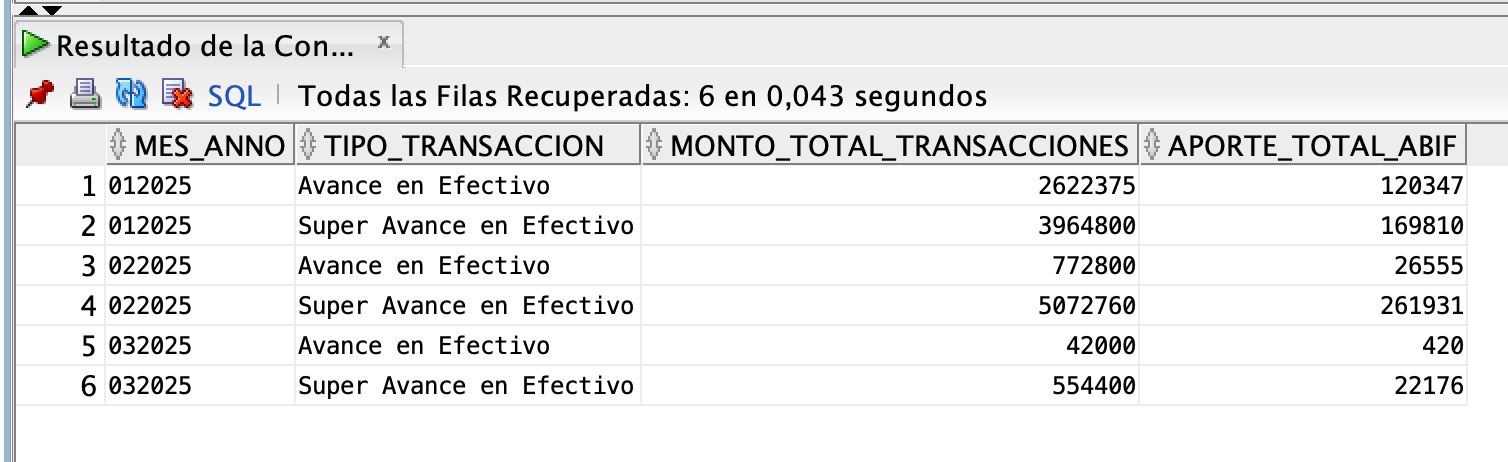 Resultado de la Con... x
SQL Todas las Filas Recuperadas: 6 en 0,043 segundos
MES_ANNO TIPO_TRANSACCION MONTO_TOTAL_TRANSACCIONES APORTE_TOTAL_ABIF
1 012025 Avance en Efectivo 2622375 120347
2 012025 Super Avance en Efectivo 3964800 169810
3 022025 Avance en Efectivo 772800 26555
4 022025 Super Avance en Efectivo 5072760 261931
5 032025 Avance en Efectivo 42000 420
6 032025 Super Avance en Efectivo 554400 22176